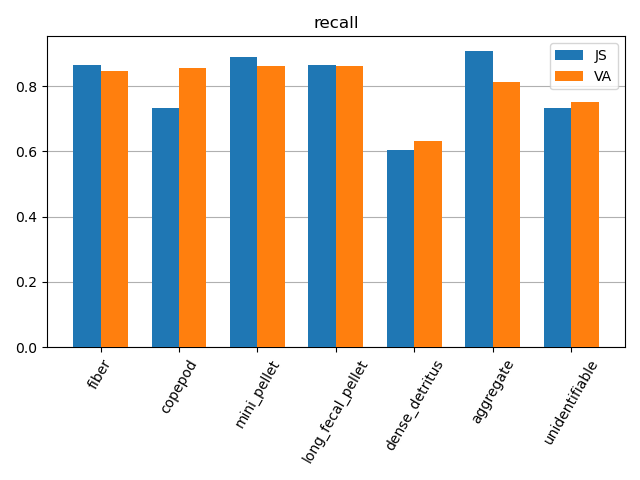 recall
JS
VA
0.8
0.6
0.4
0.2
0.0
fiber
copepod
mini_pellet
long_fecal_pellet
dense_detritus
aggregate
unidentifiable